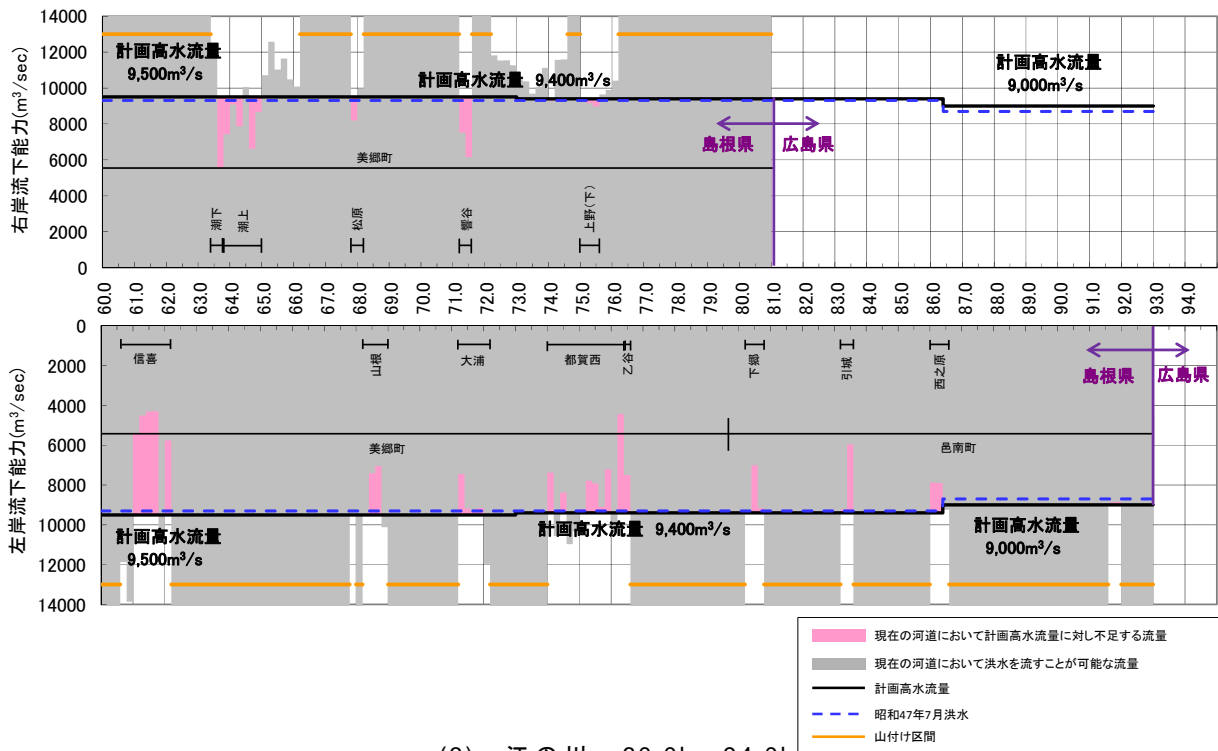 14000
12000
10000
8000
6000
4000
2000
0
右岸流下能力(m³/sec)
計画高水流量
9,500m³/s
計画高水流量 9,400m³/s
計画高水流量
9,000m³/s
島根県 広島県
美郷町
潮下
潮上
松原
響谷
上野(下)
60.0 61.0 62.0 63.0 64.0 65.0 66.0 67.0 68.0 69.0 70.0 71.0 72.0 73.0 74.0 75.0 76.0 77.0 78.0 79.0 80.0 81.0 82.0 83.0 84.0 85.0 86.0 87.0 88.0 89.0 90.0 91.0 92.0 93.0 94.0
0
2000
4000
6000
8000
10000
12000
14000
左岸流下能力(m³/sec)
信喜
山根
大浦
都賀西
乙谷
下郷
引城
西之原
島根県 広島県
美郷町
邑南町
計画高水流量
9,500m³/s
計画高水流量 9,400m³/s
計画高水流量
9,000m³/s
現在の河道において計画高水流量に対し不足する流量
現在の河道において洪水を流すことが可能な流量
計画高水流量
昭和47年7月洪水
山付け区間